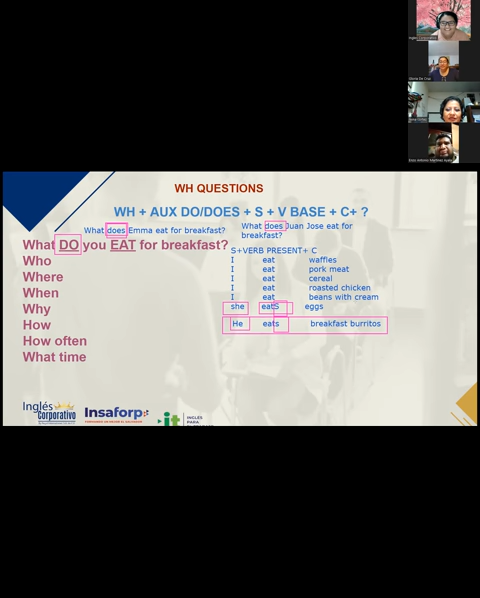 WH QUESTIONS
WH + AUX DO/DOES + S + V BASE + C+ ?
What does Emma eat for breakfast?
What does Juan Jose eat for breakfast?
What DO you EAT for breakfast?
Who
Where
When
Why
How
How often
What time
S+VERB PRESENT+ C
I eat waffles
I eat pork meat
I eat cereal
I eat roasted chicken
I eat beans with cream
she eatS eggs
He eats breakfast burritos
Inglés
corporativo
Insaforp
it
INGLÉS
PARA